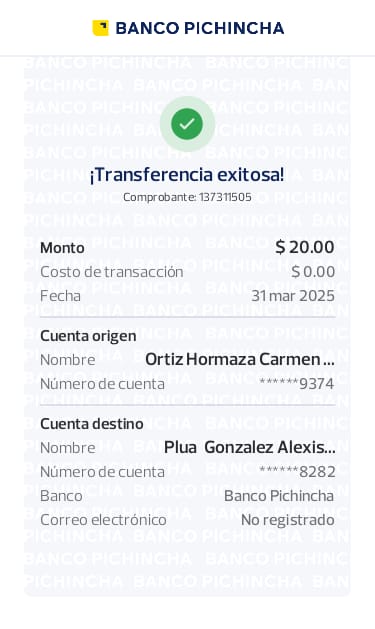 BANCO PICHINCHA
¡Transferencia exitosa!
Comprobante: 137311505
Monto $ 20.00
Costo de transacción $ 0.00
Fecha 31 mar 2025
Cuenta origen
Nombre Ortiz Hormaza Carmen ...
Número de cuenta ******9374
Cuenta destino
Nombre Plua Gonzalez Alexis...
Número de cuenta ******8282
Banco Banco Pichincha
Correo electrónico No registrado